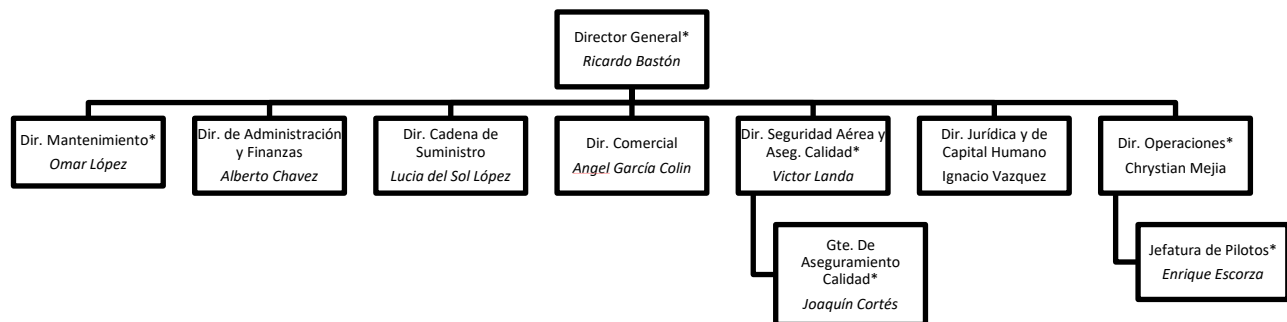 Director General*
Ricardo Bastón
Dir. Mantenimiento*
Omar López
Dir. de Administración
y Finanzas
Alberto Chavez
Dir. Cadena de
Suministro
Lucia del Sol López
Dir. Comercial
Angel García Colin
Dir. Seguridad Aérea y
Aseg. Calidad*
Victor Landa
Dir. Jurídica y de
Capital Humano
Ignacio Vazquez
Dir. Operaciones*
Chrystian Mejia
Gte. De
Aseguramiento
Calidad*
Joaquín Cortés
Jefatura de Pilotos*
Enrique Escorza